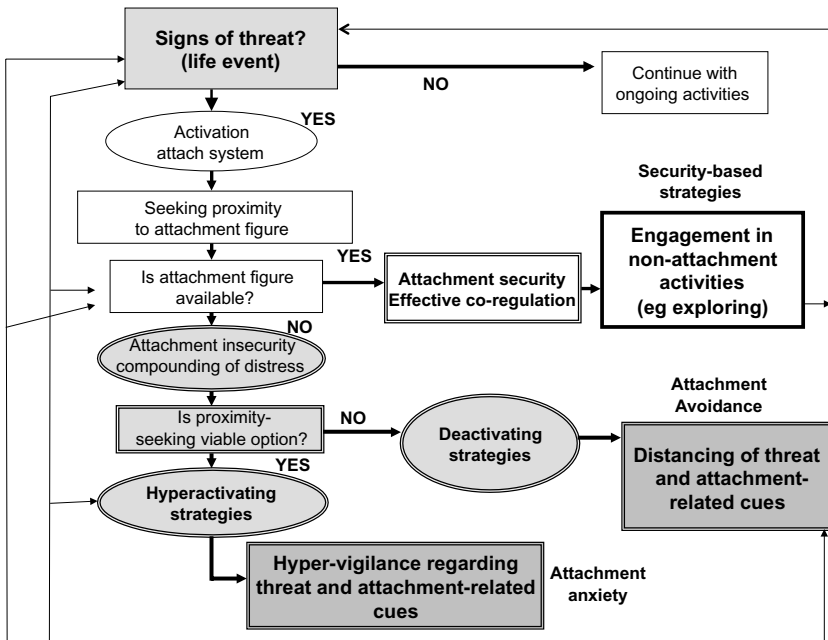 Signs of threat?
(life event)
NO
Continue with
ongoing activities
YES
Activation
attach system
Security-based
strategies
Seeking proximity
to attachment figure
Engagement in
non-attachment
activities
(eg exploring)
YES
Is attachment figure
available?
Attachment security
Effective co-regulation
NO
Attachment insecurity
compounding of distress
Attachment
Avoidance
Is proximity-
seeking viable option?
NO
Deactivating
strategies
Distancing of threat
and attachment-
related cues
YES
Hyperactivating
strategies
Hyper-vigilance regarding
threat and attachment-related
cues
Attachment
anxiety